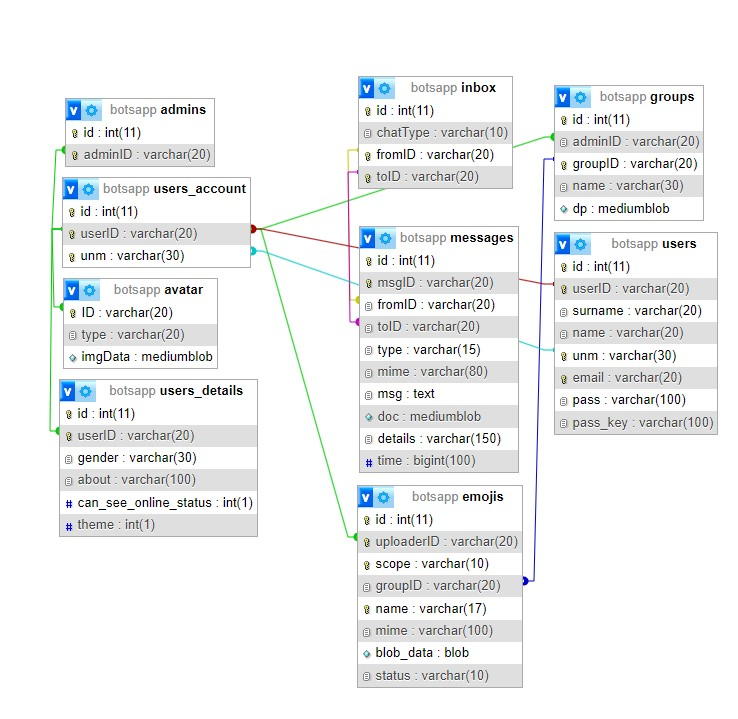 botsapp admins
id : int(11)
adminID : varchar(20)
botsapp users_account
id : int(11)
userID : varchar(20)
unm : varchar(30)
botsapp avatar
ID : varchar(20)
type : varchar(20)
imgData : mediumblob
botsapp users_details
id : int(11)
userID : varchar(20)
gender : varchar(30)
about : varchar(100)
# can_see_online_status : int(1)
# theme : int(1)
botsapp inbox
id : int(11)
chatType : varchar(10)
fromID : varchar(20)
toID : varchar(20)
botsapp messages
id : int(11)
msgID : varchar(20)
fromID : varchar(20)
toID : varchar(20)
type : varchar(15)
mime : varchar(80)
msg : text
doc : mediumblob
details : varchar(150)
# time : bigint(100)
botsapp emojis
id : int(11)
uploaderID : varchar(20)
scope : varchar(10)
groupID : varchar(20)
name : varchar(17)
mime : varchar(100)
blob_data : blob
status : varchar(10)
botsapp groups
id : int(11)
adminID : varchar(20)
groupID : varchar(20)
name : varchar(30)
dp : mediumblob
botsapp users
id : int(11)
userID : varchar(20)
surname : varchar(20)
name : varchar(20)
unm : varchar(30)
email : varchar(20)
pass : varchar(100)
pass_key : varchar(100)